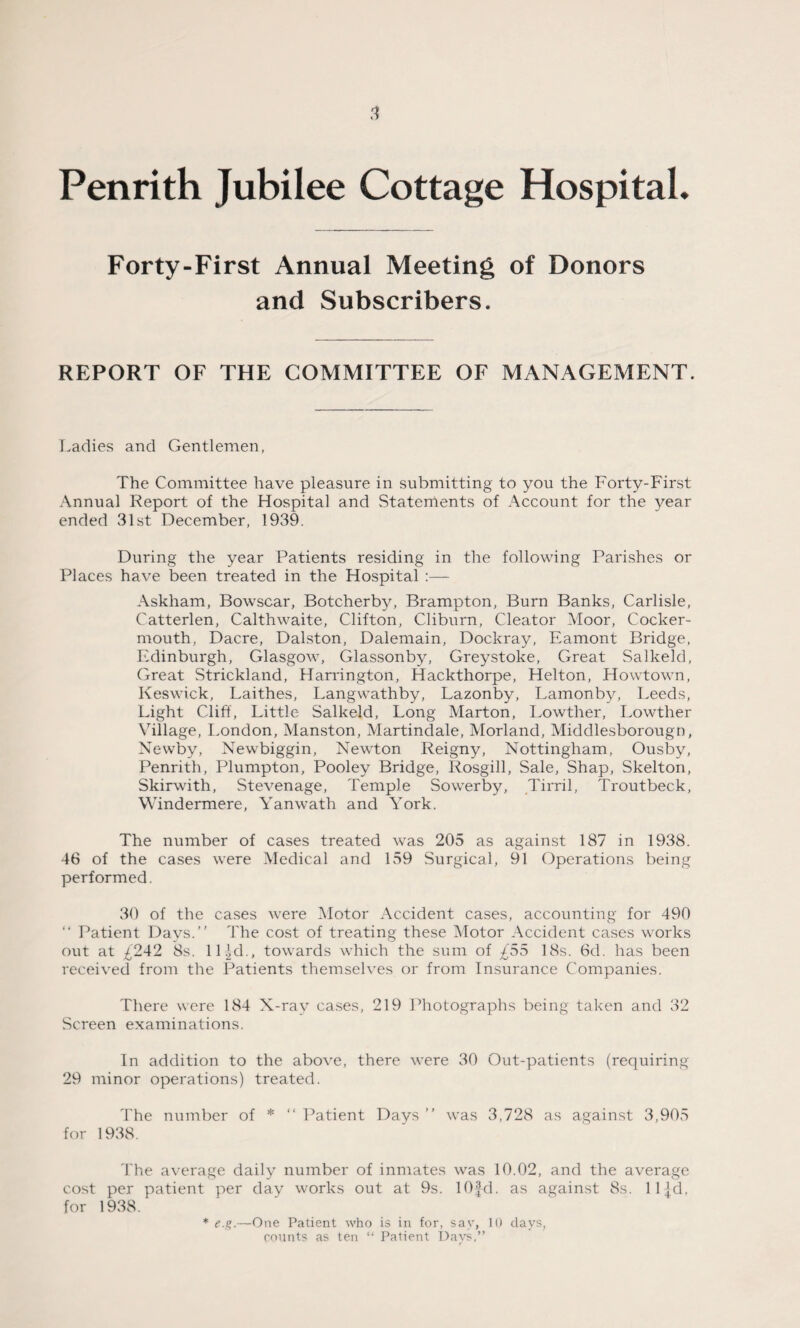 3
Penrith Jubilee Cottage Hospital.
Forty-First Annual Meeting of Donors
and Subscribers.
REPORT OF THE COMMITTEE OF MANAGEMENT.
Ladies and Gentlemen,
The Committee have pleasure in submitting to you the Forty-First
Annual Report of the Hospital and Statements of Account for the year
ended 31st December, 1939.
During the year Patients residing in the following Parishes or
Places have been treated in the Hospital :—
Askham, Bowscar, Botcherby, Brampton, Burn Banks, Carlisle,
Catterlen, Calthwaite, Clifton, Cliburn, Cleator Moor, Cocker-
mouth, Dacre, Dalston, Dalemain, Dockray, Eamont Bridge,
Edinburgh, Glasgow, Glassonby, Greystoke, Great Salkeld,
Great Strickland, Harrington, Hackthorpe, Helton, Howtown,
Keswick, Laithes, Langwathby, Lazonby, Lamonby, Leeds,
Light Cliff, Little Salkeld, Long Marton, Lowther, Lowther
Village, London, Manston, Martindale, Morland, Middlesborough,
Newby, Newbiggin, Newton Reigny, Nottingham, Ousby,
Penrith, Plumpton, Pooley Bridge, Rosgill, Sale, Shap, Skelton,
Skirwith, Stevenage, Temple Sowerby, Tirril, Troutbeck,
Windermere, Yanwath and York.
The number of cases treated was 205 as against 187 in 1938.
46 of the cases were Medical and 159 Surgical, 91 Operations being
performed.
30 of the cases were Motor Accident cases, accounting for 490
“ Patient Days.” The cost of treating these Motor Accident cases works
out at £242 8s. 11½d., towards which the sum of £55 18s. 6d. has been
received from the Patients themselves or from Insurance Companies.
There were 184 X-ray cases, 219 Photographs being taken and 32
Screen examinations.
In addition to the above, there were 30 Out-patients (requiring
29 minor operations) treated.
The number of * “ Patient Days ” was 3,728 as against 3,905
for 1938.
The average daily number of inmates was 10.02, and the average
cost per patient per day works out at 9s. 10¾d. as against 8s. 11¼d,
for 1938.
* e.g.—One Patient who is in for, say, 10 days,
counts as ten “ Patient Days.”